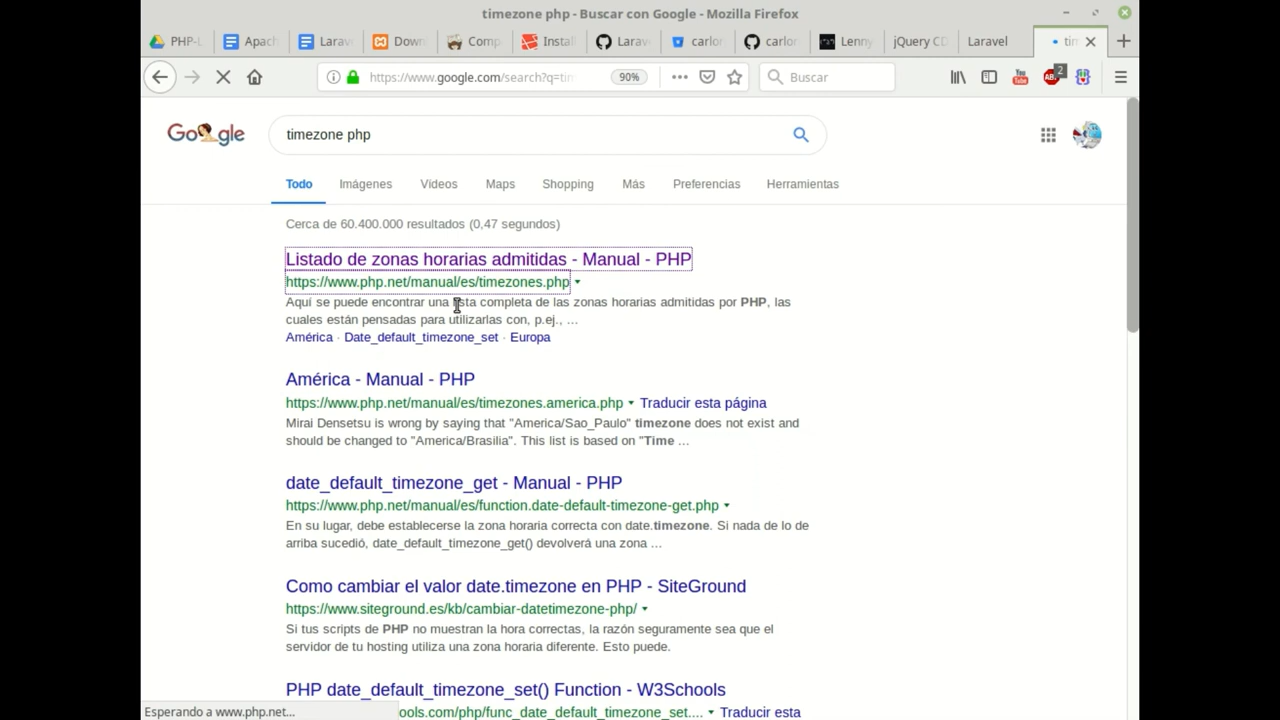 timezone php - Buscar con Google - Mozilla Firefox
PHP-L
Apach
Larav
Down
Comp
Install
Larav
carlor
carlor
Lenny
jQuery CD
Laravel
tim
https://www.google.com/search?q=tim
90%
Buscar
You
Tube
ABP
2
Google
timezone php
Todo
Imágenes
Vídeos
Maps
Shopping
Más
Preferencias
Herramientas
Cerca de 60.400.000 resultados (0,47 segundos)
Listado de zonas horarias admitidas - Manual - PHP
https://www.php.net/manual/es/timezones.php
Aquí se puede encontrar una lista completa de las zonas horarias admitidas por PHP, las
cuales están pensadas para utilizarlas con, p.ej., ...
América · Date_default_timezone_set · Europa
América - Manual - PHP
https://www.php.net/manual/es/timezones.america.php Traducir esta página
Mirai Densetsu is wrong by saying that "America/Sao_Paulo" timezone does not exist and
should be changed to "America/Brasilia". This list is based on "Time ...
date_default_timezone_get - Manual - PHP
https://www.php.net/manual/es/function.date-default-timezone-get.php
En su lugar, debe establecerse la zona horaria correcta con date.timezone. Si nada de lo de
arriba sucedió, date_default_timezone_get() devolverá una zona ...
Como cambiar el valor date.timezone en PHP - SiteGround
https://www.siteground.es/kb/cambiar-datetimezone-php/
Si tus scripts de PHP no muestran la hora correctas, la razón seguramente sea que el
servidor de tu hosting utiliza una zona horaria diferente. Esto puede.
PHP date_default_timezone_set() Function - W3Schools
ools.com/php/func_date_default_timezone_set.... Traducir esta
Esperando a www.php.net...